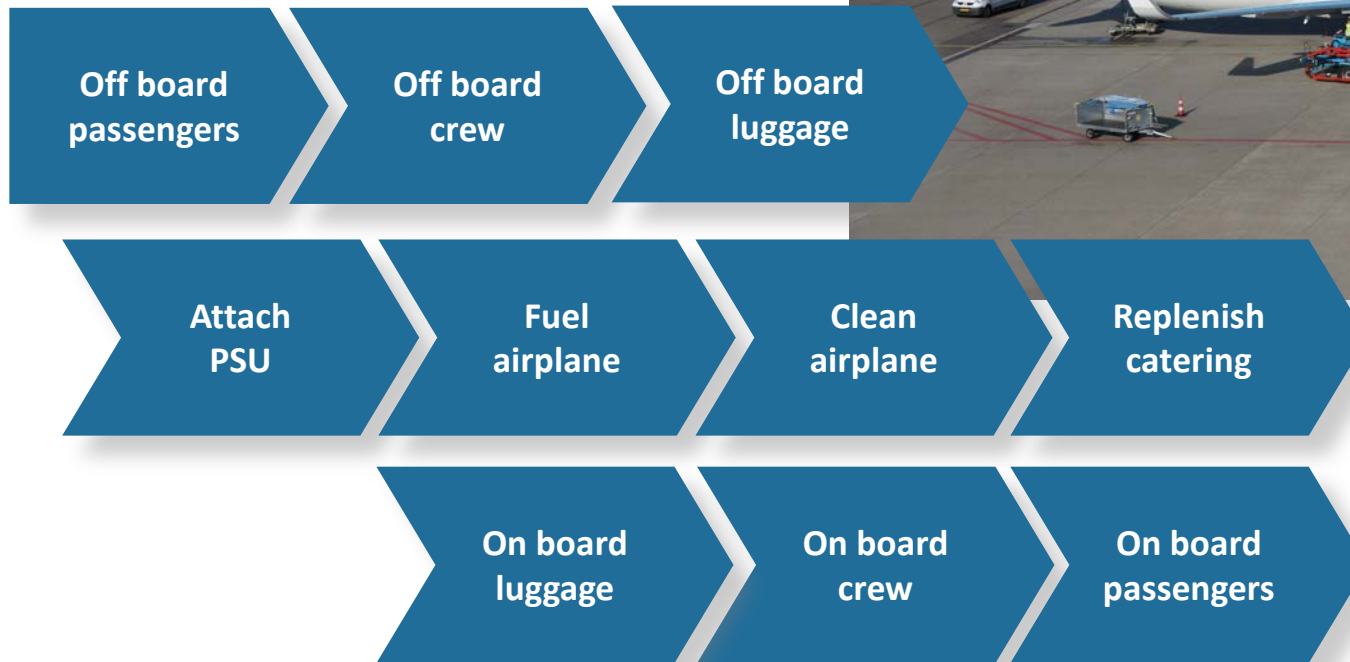 Off board
passengers
Off board
crew
Off board
luggage
Attach
PSU
Fuel
airplane
Clean
airplane
Replenish
catering
On board
luggage
On board
crew
On board
passengers